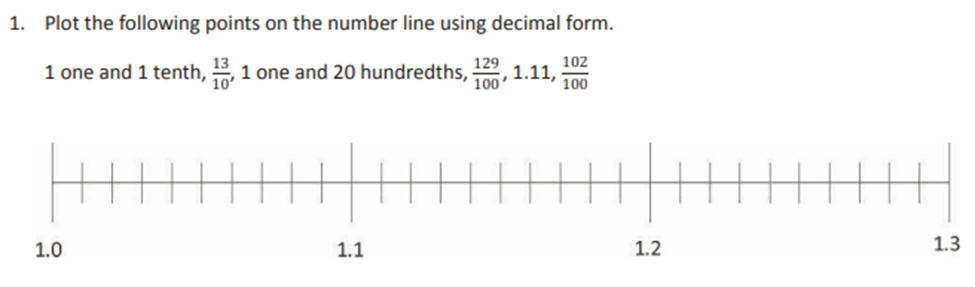 1. Plot the following points on the number line using decimal form.
1 one and 1 tenth, 13/10, 1 one and 20 hundredths, 129/100, 1.11, 102/100
1.0 1.1 1.2 1.3